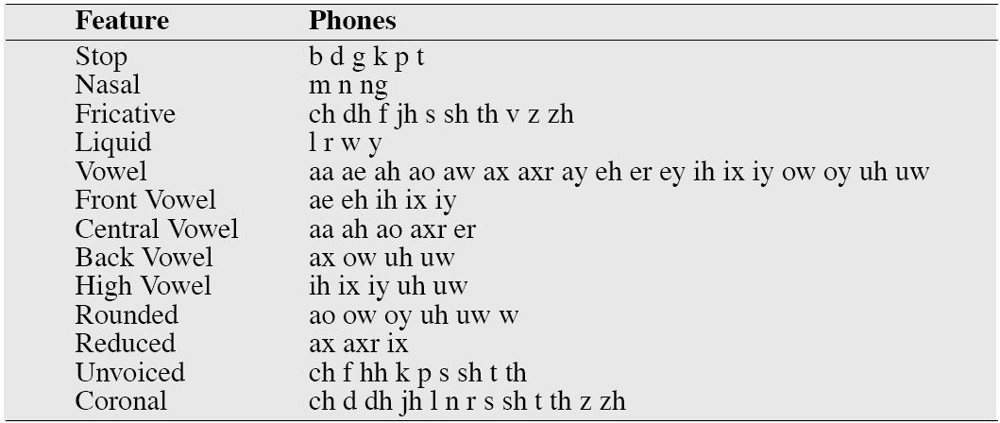 Feature Phones
Stop b d g k p t
Nasal m n ng
Fricative ch dh f jh s sh th v z zh
Liquid l r w y
Vowel aa ae ah ao aw ax axr ay eh er ey ih ix iy ow oy uh uw
Front Vowel ae eh ih ix iy
Central Vowel aa ah ao axr er
Back Vowel ax ow uh uw
High Vowel ih ix iy uh uw
Rounded ao ow oy uh uw w
Reduced ax axr ix
Unvoiced ch f hh k p s sh t th
Coronal ch d dh jh l n r s sh t th z zh